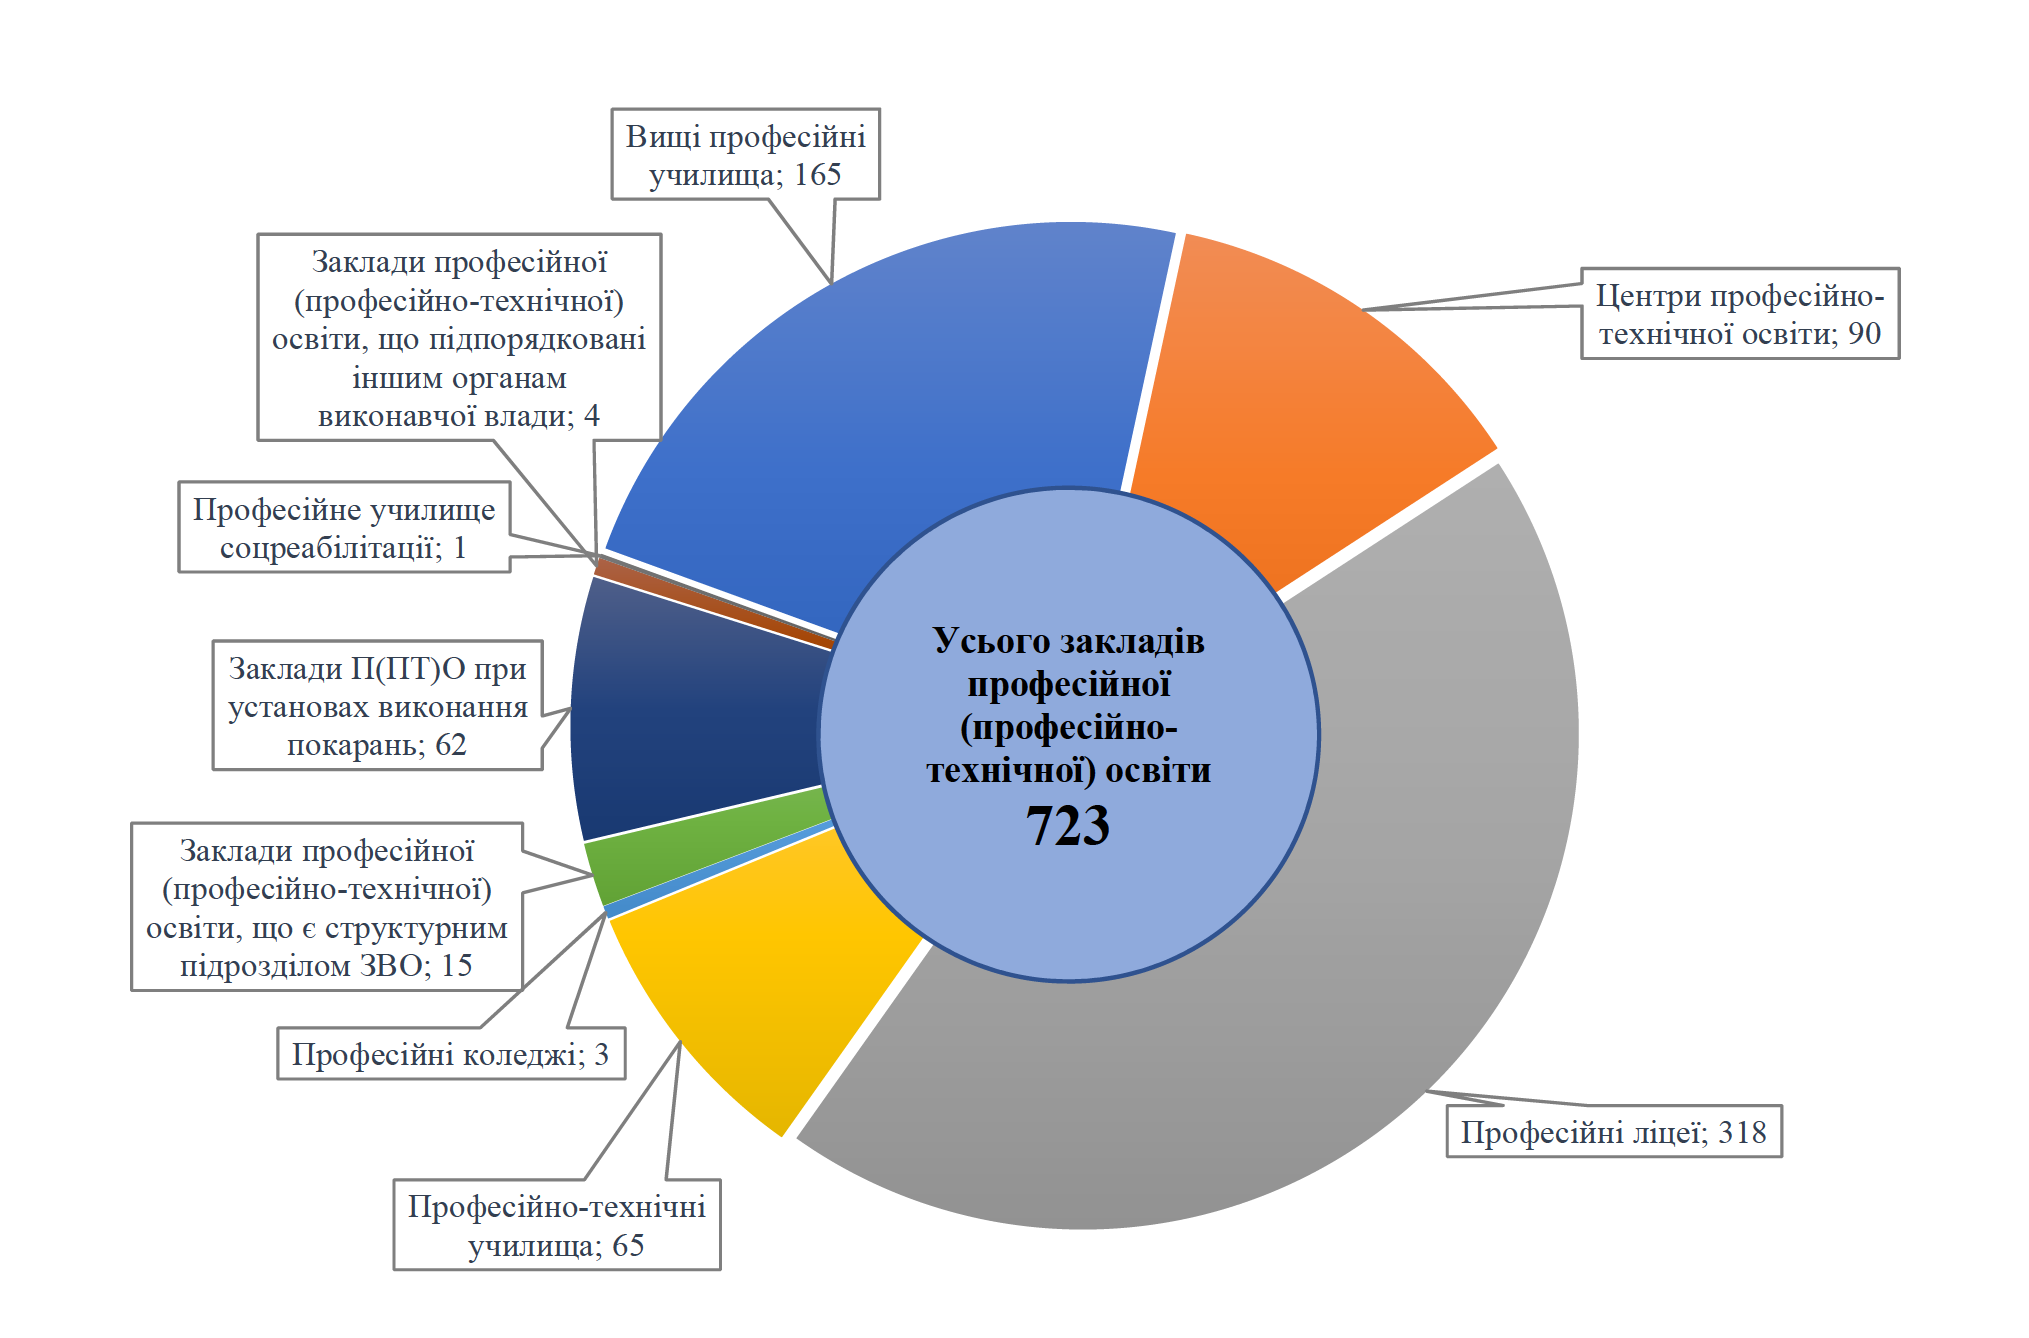 Вищі професійні
училища; 165
Заклади професійної
(професійно-технічної)
освіти, що підпорядковані
іншим органам
виконавчої влади; 4
Центри професійно-
технічної освіти; 90
Професійне училище
соцреабілітації; 1
Заклади П(ПТ)О при
установах виконання
покарань; 62
Усього закладів
професійної
(професійно-
технічної) освіти
723
Заклади професійної
(професійно-технічної)
освіти, що є структурним
підрозділом ЗВО; 15
Професійні коледжі; 3
Професійні ліцеї; 318
Професійно-технічні
училища; 65